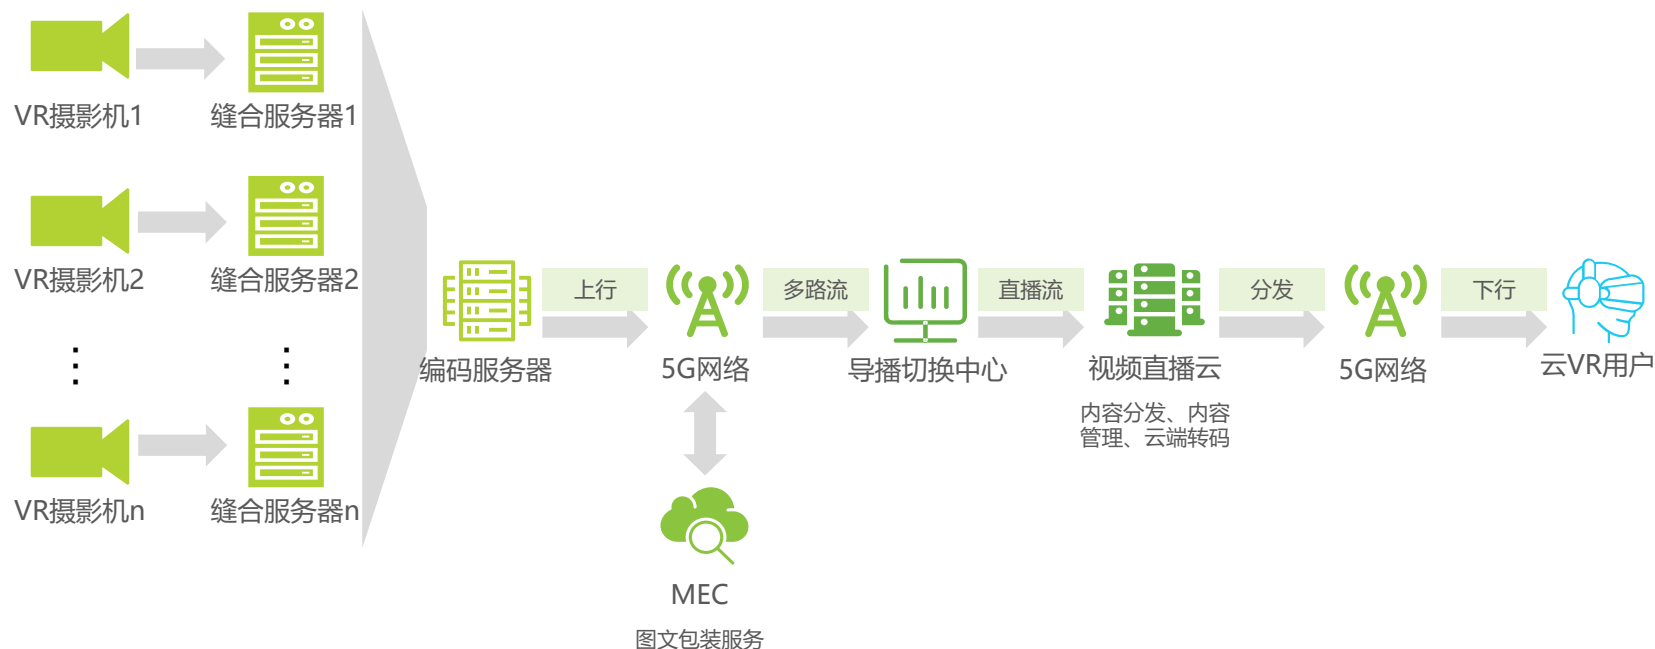 VR摄影机1
缝合服务器1
VR摄影机2
缝合服务器2
⋮
⋮
VR摄影机n
缝合服务器n
编码服务器
上行
5G网络
多路流
导播切换中心
直播流
视频直播云
内容分发、内容
管理、云端转码
分发
5G网络
下行
云VR用户
MEC
图文包装服务